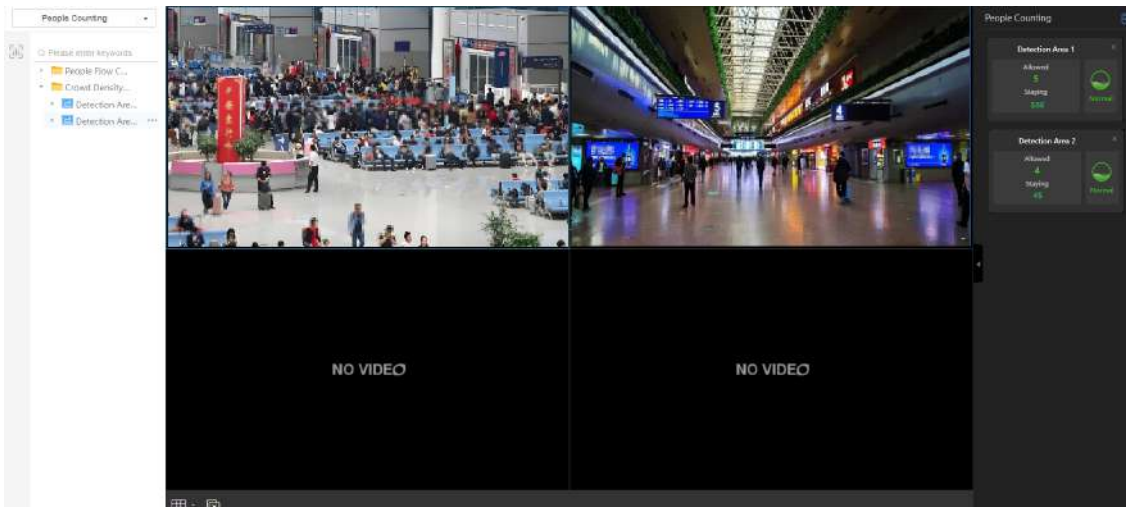 People Counting
Please enter keywords
People Flow C...
Crowd Density...
Detection Are...
Detection Are...
NO VIDEO
NO VIDEO
People Counting
Detection Area 1
Allowed
5
Staying
Normal
Detection Area 2
Allowed
4
Staying
45
Normal